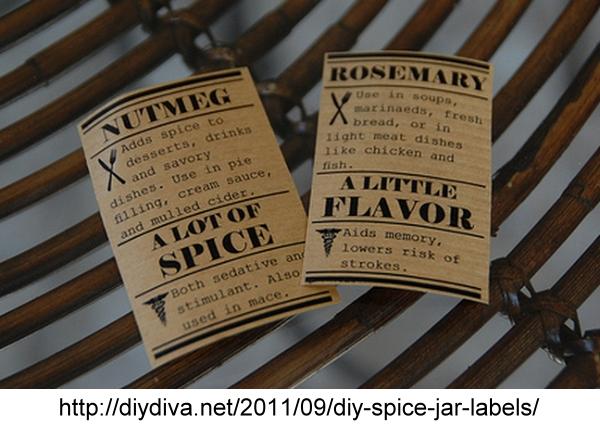 NUTMEG
Adds spice to
desserts, drinks
and savory
dishes. Use in pie
filling, cream sauce,
and mulled cider.
A LOT OF
SPICE
Both sedative and
stimulant. Also
used in mace.
ROSEMARY
Use in soups,
marinaeds, fresh
bread, or in
light meat dishes
like chicken and
fish.
A LITTLE
FLAVOR
Aids memory,
lowers risk of
strokes.
http://diydiva.net/2011/09/diy-spice-jar-labels/